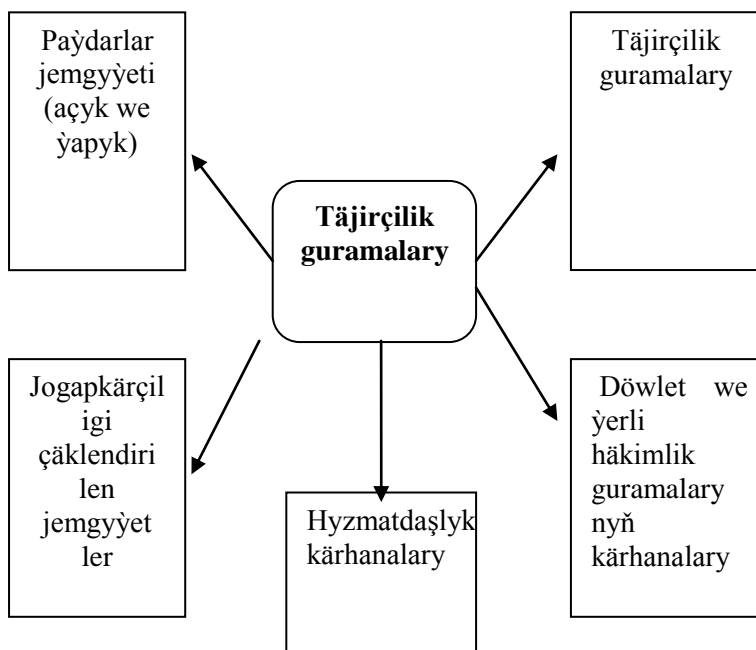 Paỳdarlar
jemgyỳeti
(açyk we
ỳapyk)
Täjirçilik
guramalary
Täjirçilik
guramalary
Jogapkärçil
igi
çäklendiri
len
jemgyỳet
ler
Hyzmatdaşlyk
kärhanalary
Döwlet we
ỳerli
häkimlik
guramalary
nyň
kärhanalary